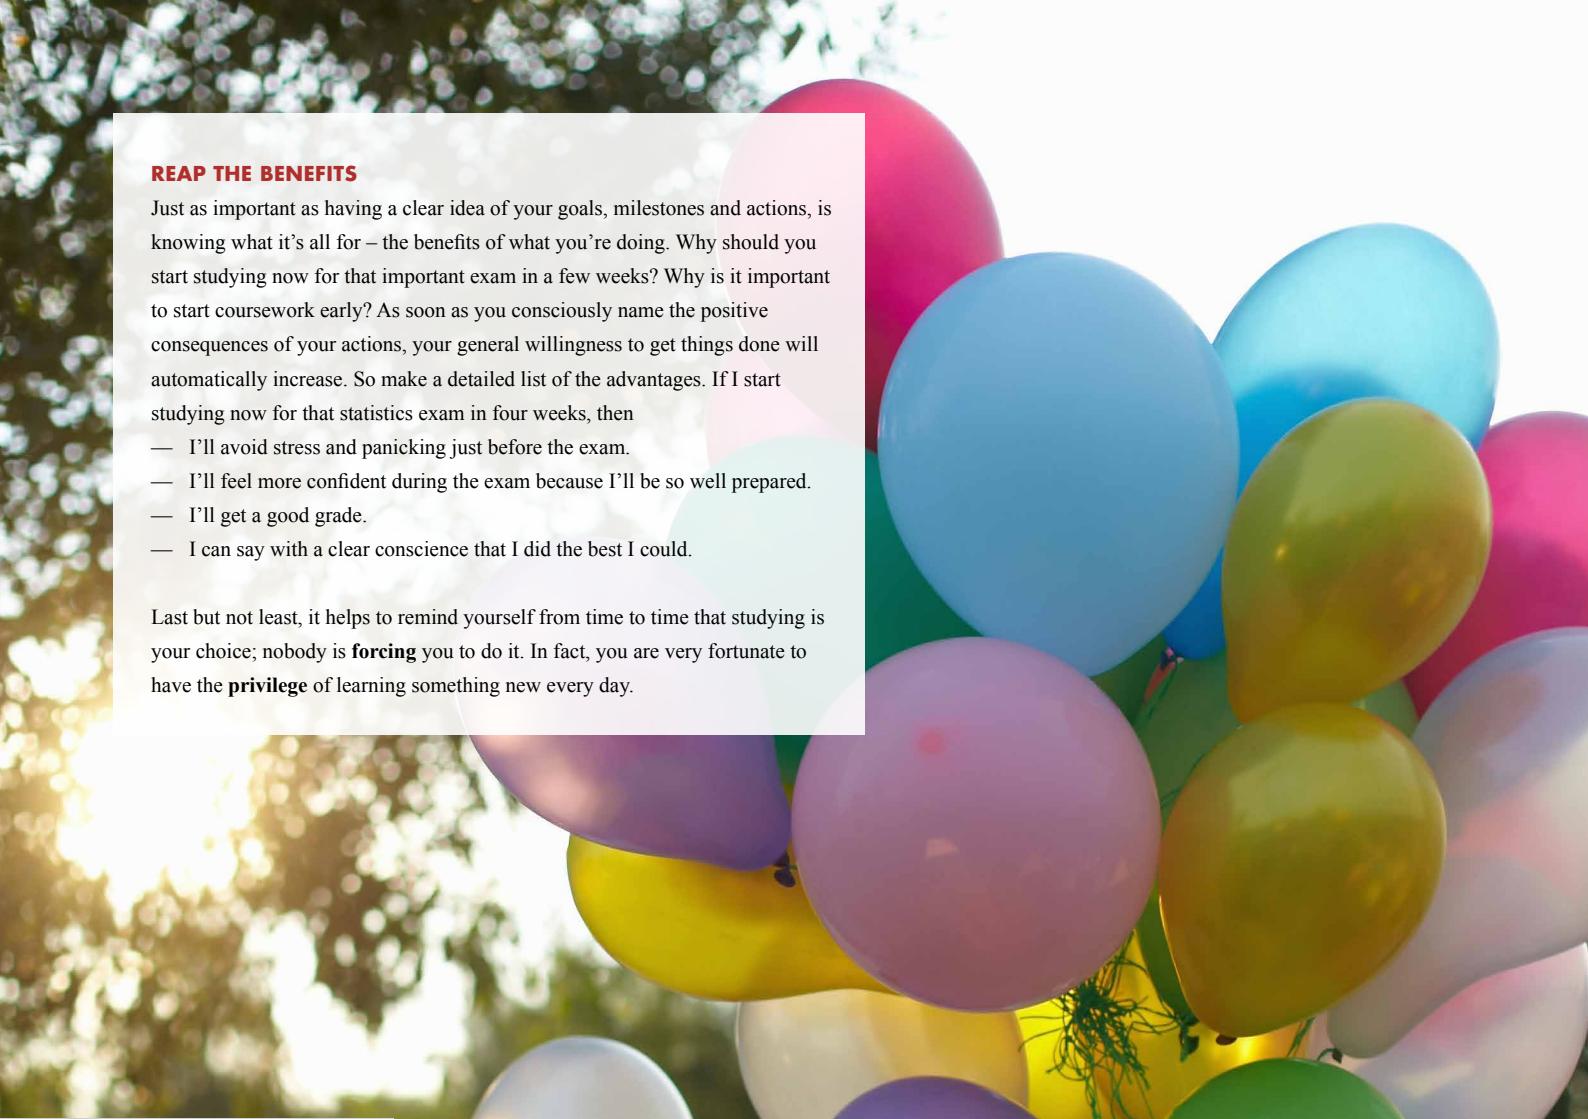 REAP THE BENEFITS
Just as important as having a clear idea of your goals, milestones and actions, is
knowing what it’s all for – the benefits of what you’re doing. Why should you
start studying now for that important exam in a few weeks? Why is it important
to start coursework early? As soon as you consciously name the positive
consequences of your actions, your general willingness to get things done will
automatically increase. So make a detailed list of the advantages. If I start
studying now for that statistics exam in four weeks, then
— I’ll avoid stress and panicking just before the exam.
— I’ll feel more confident during the exam because I’ll be so well prepared.
— I’ll get a good grade.
— I can say with a clear conscience that I did the best I could.
Last but not least, it helps to remind yourself from time to time that studying is
your choice; nobody is forcing you to do it. In fact, you are very fortunate to
have the privilege of learning something new every day.